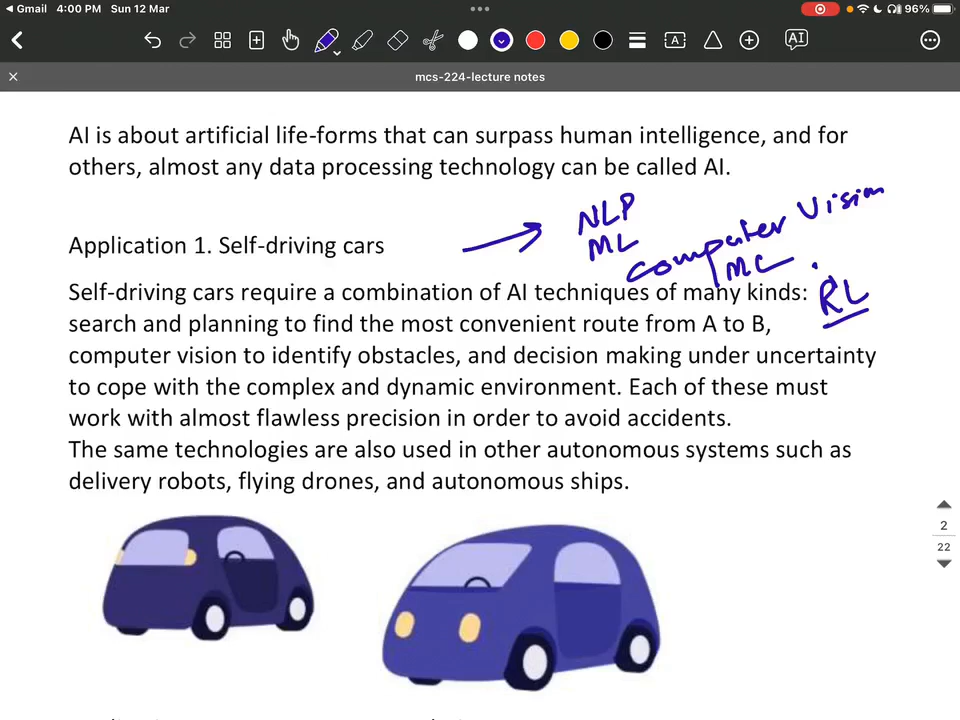 Gmail 4:00 PM Sun 12 Mar 96%
A AI
mcs-224-lecture notes
AI is about artificial life-forms that can surpass human intelligence, and for
others, almost any data processing technology can be called AI.
NLP
ML
Computer Vision
Application 1. Self-driving cars
RL
Self-driving cars require a combination of AI techniques of many kinds:
search and planning to find the most convenient route from A to B,
computer vision to identify obstacles, and decision making under uncertainty
to cope with the complex and dynamic environment. Each of these must
work with almost flawless precision in order to avoid accidents.
The same technologies are also used in other autonomous systems such as
delivery robots, flying drones, and autonomous ships.
2
22